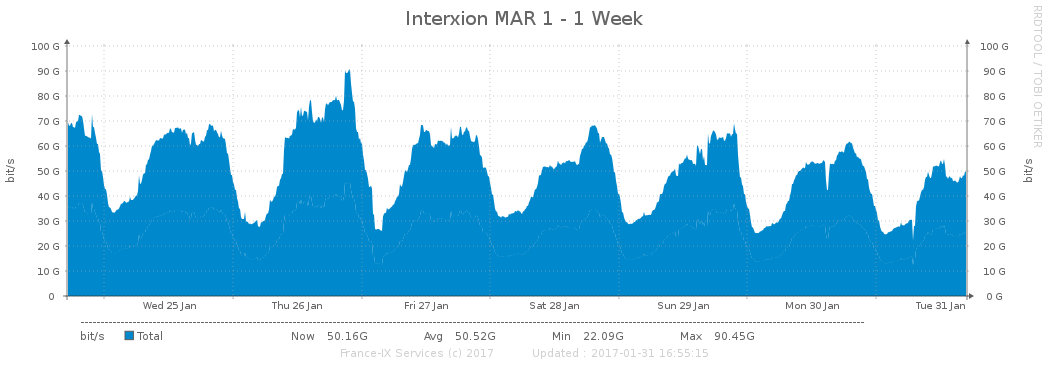 Interxion MAR 1 - 1 Week
RRDTOOL / TOBI OETIKER
bit/s
bit/s
100 G 100 G
90 G 90 G
80 G 80 G
70 G 70 G
60 G 60 G
50 G 50 G
40 G 40 G
30 G 30 G
20 G 20 G
10 G 10 G
0 0 G
Wed 25 Jan Thu 26 Jan Fri 27 Jan Sat 28 Jan Sun 29 Jan Mon 30 Jan Tue 31 Jan
bit/s Total Now 50.16G Avg 50.52G Min 22.09G Max 90.45G
France-IX Services (c) 2017 Updated : 2017-01-31 16:55:15